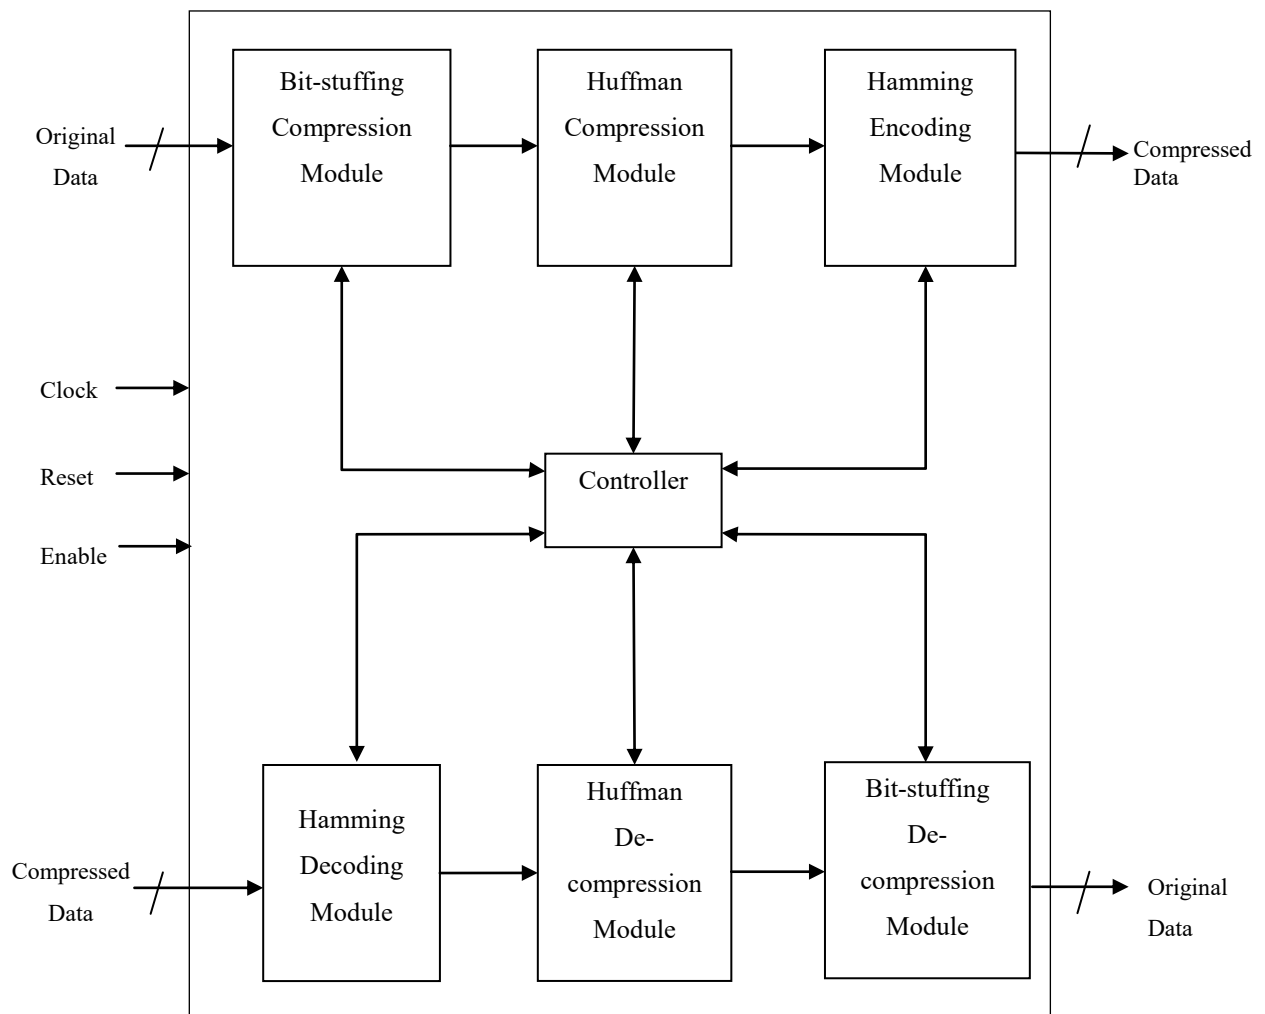 Bit-stuffing
Compression
Module
Huffman
Compression
Module
Hamming
Encoding
Module
Original
Data
Compressed
Data
Clock
Reset
Enable
Controller
Hamming
Decoding
Module
Huffman
De-
compression
Module
Bit-stuffing
De-
compression
Module
Compressed
Data
Original
Data